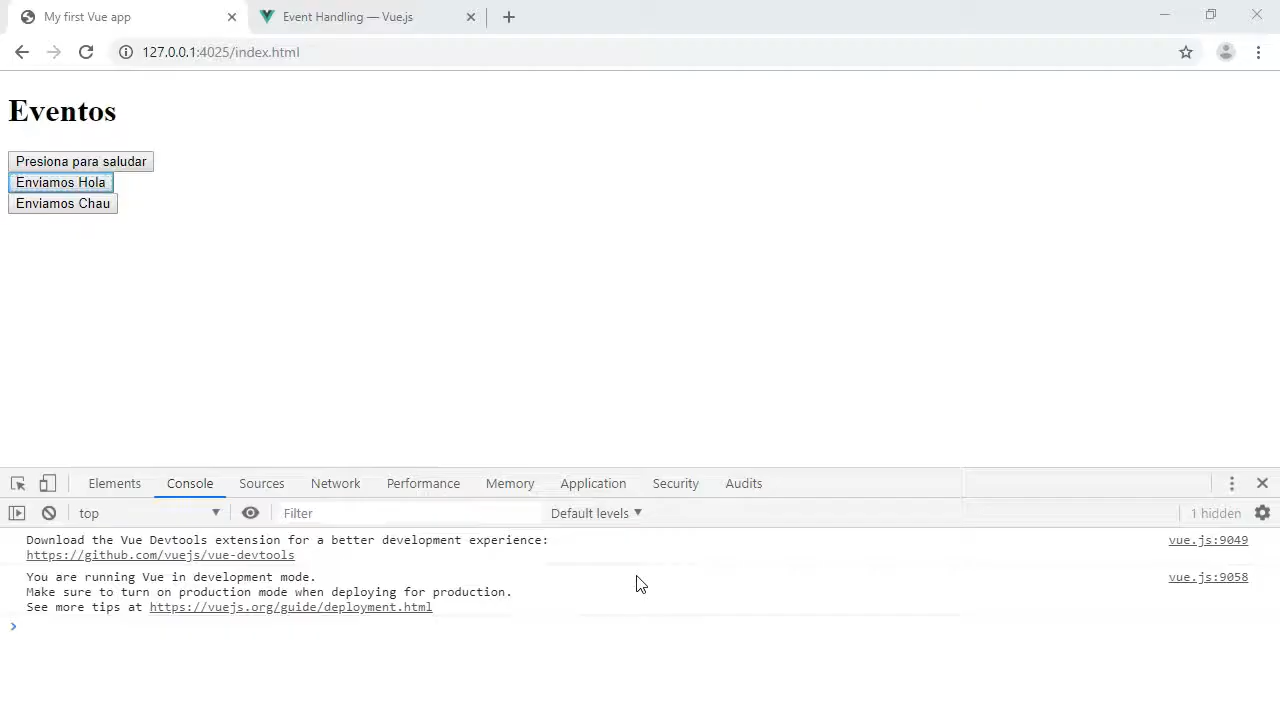 My first Vue app
Event Handling — Vue.js
127.0.0.1:4025/index.html
Eventos
Presiona para saludar
Enviamos Hola
Enviamos Chau
Elements Console Sources Network Performance Memory Application Security Audits
top Filter Default levels 1 hidden
Download the Vue Devtools extension for a better development experience: vue.js:9049
https://github.com/vuejs/vue-devtools
You are running Vue in development mode. vue.js:9058
Make sure to turn on production mode when deploying for production.
See more tips at https://vuejs.org/guide/deployment.html